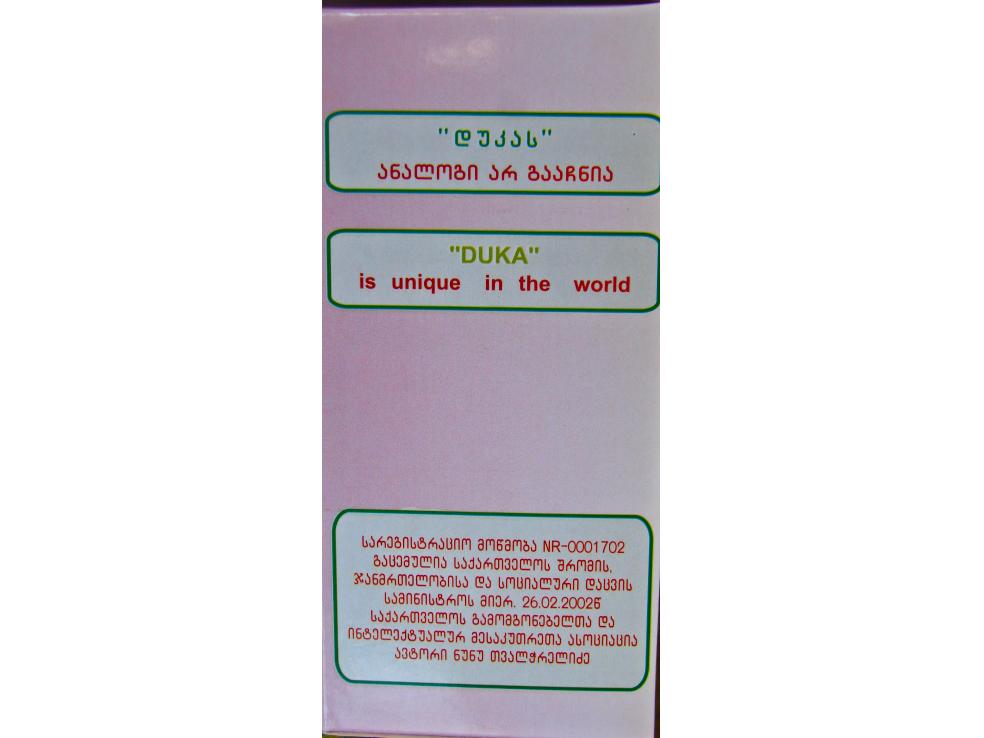 "დუკას"
ანალოგი არ გააჩნია
"DUKA"
is unique in the world
სარეგისტრაციო მოწმობა NR-0001702
გაცემულია საქართველოს შრომის,
ჯანმრთელობისა და სოციალური დაცვის
სამინისტროს მიერ. 26.02.2002წ
საქართველოს გამომგონებელთა და
ინტელექტუალურ მესაკუთრეთა ასოციაცია
ავტორი ნუნუ თვალჭრელიძე